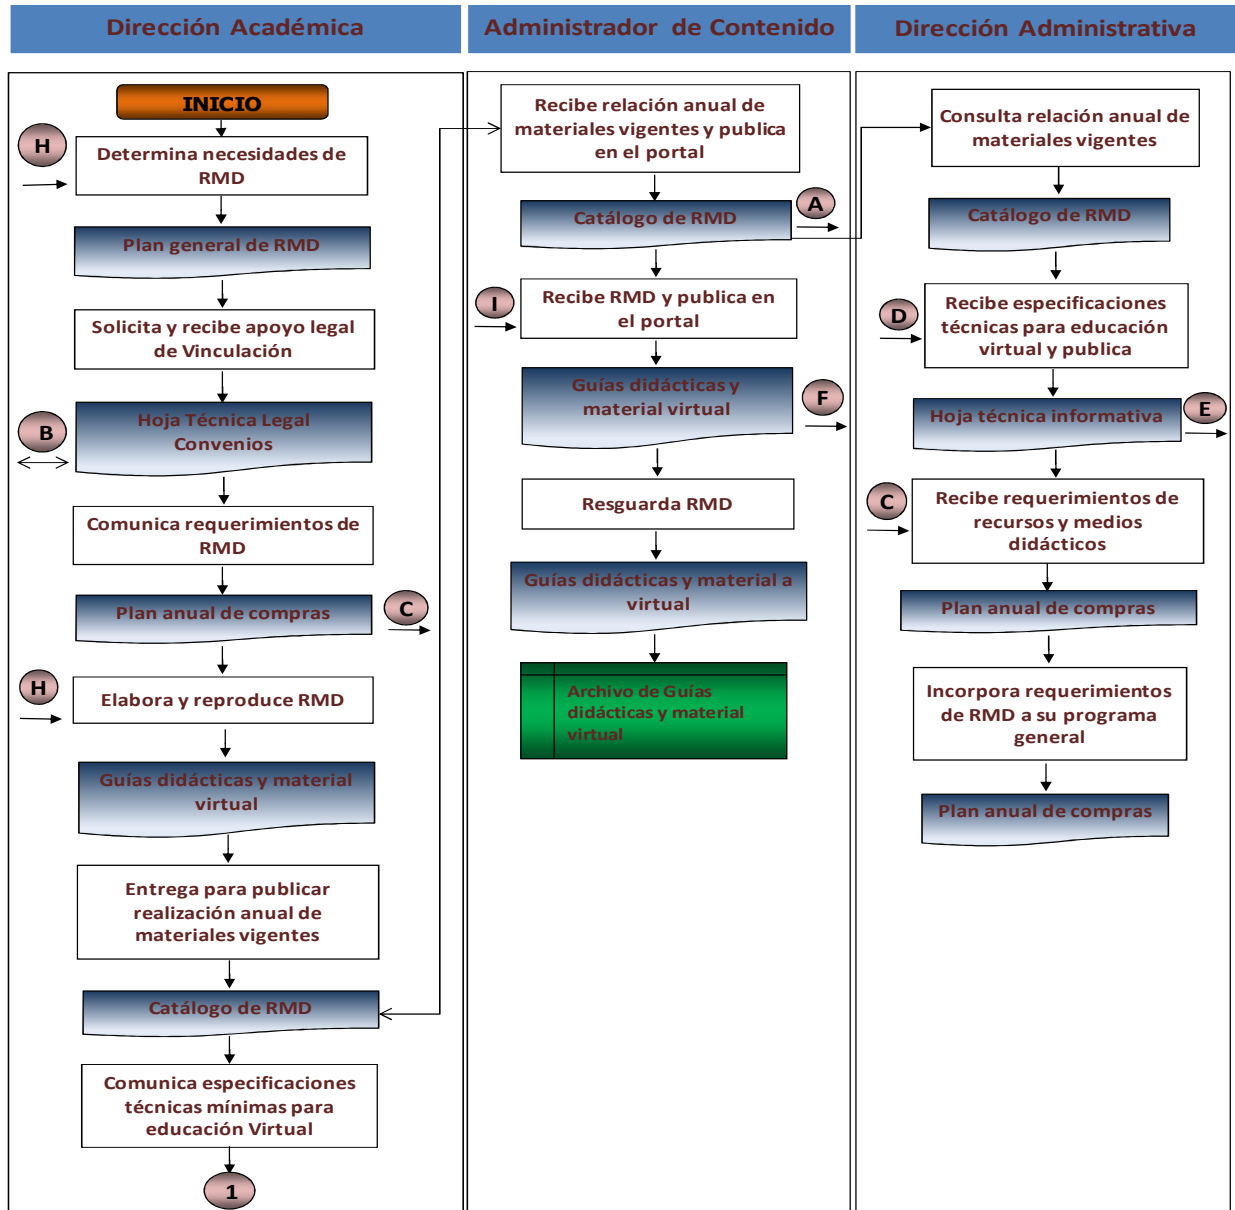 Dirección Académica
Administrador de Contenido
Dirección Administrativa
INICIO
H
Determina necesidades de
RMD
Plan general de RMD
Solicita y recibe apoyo legal
de Vinculación
B
Hoja Técnica Legal
Convenios
Comunica requerimientos de
RMD
Plan anual de compras
C
H
Elabora y reproduce RMD
Guías didácticas y material
virtual
Entrega para publicar
realización anual de
materiales vigentes
Catálogo de RMD
Comunica especificaciones
técnicas mínimas para
educación Virtual
1
Recibe relación anual de
materiales vigentes y publica
en el portal
Catálogo de RMD
A
I
Recibe RMD y publica en
el portal
Guías didácticas y
material virtual
F
Resguarda RMD
Guías didácticas y material a
virtual
Archivo de Guías
didácticas y material
virtual
Consulta relación anual de
materiales vigentes
Catálogo de RMD
D
Recibe especificaciones
técnicas para educación
virtual y publica
Hoja técnica informativa
E
C
Recibe requerimientos de
recursos y medios
didácticos
Plan anual de compras
Incorpora requerimientos
de RMD a su programa
general
Plan anual de compras